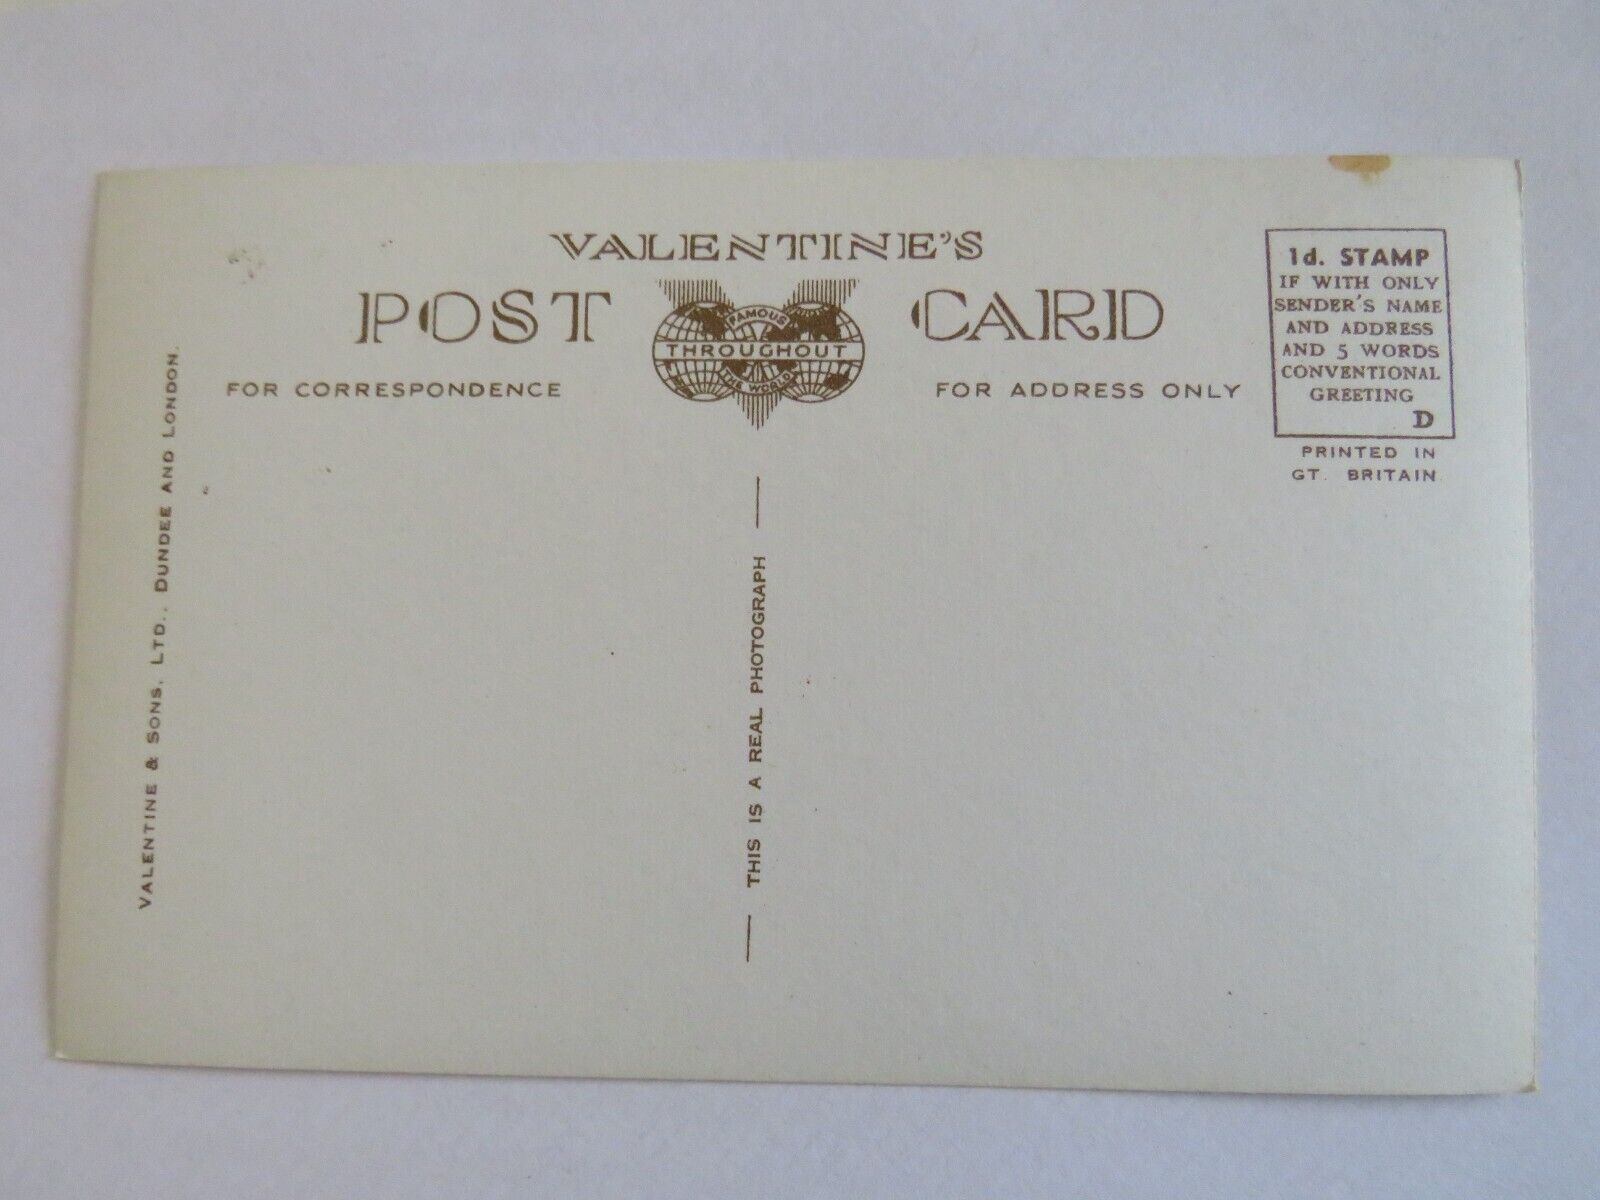 VALENTINE'S
POST CARD
FAMOUS
THROUGHOUT
THE WORLD
FOR CORRESPONDENCE
FOR ADDRESS ONLY
1d. STAMP
IF WITH ONLY
SENDER'S NAME
AND ADDRESS
AND 5 WORDS
CONVENTIONAL
GREETING
D
PRINTED IN
GT. BRITAIN
VALENTINE & SONS, LTD., DUNDEE AND LONDON.
THIS IS A REAL PHOTOGRAPH